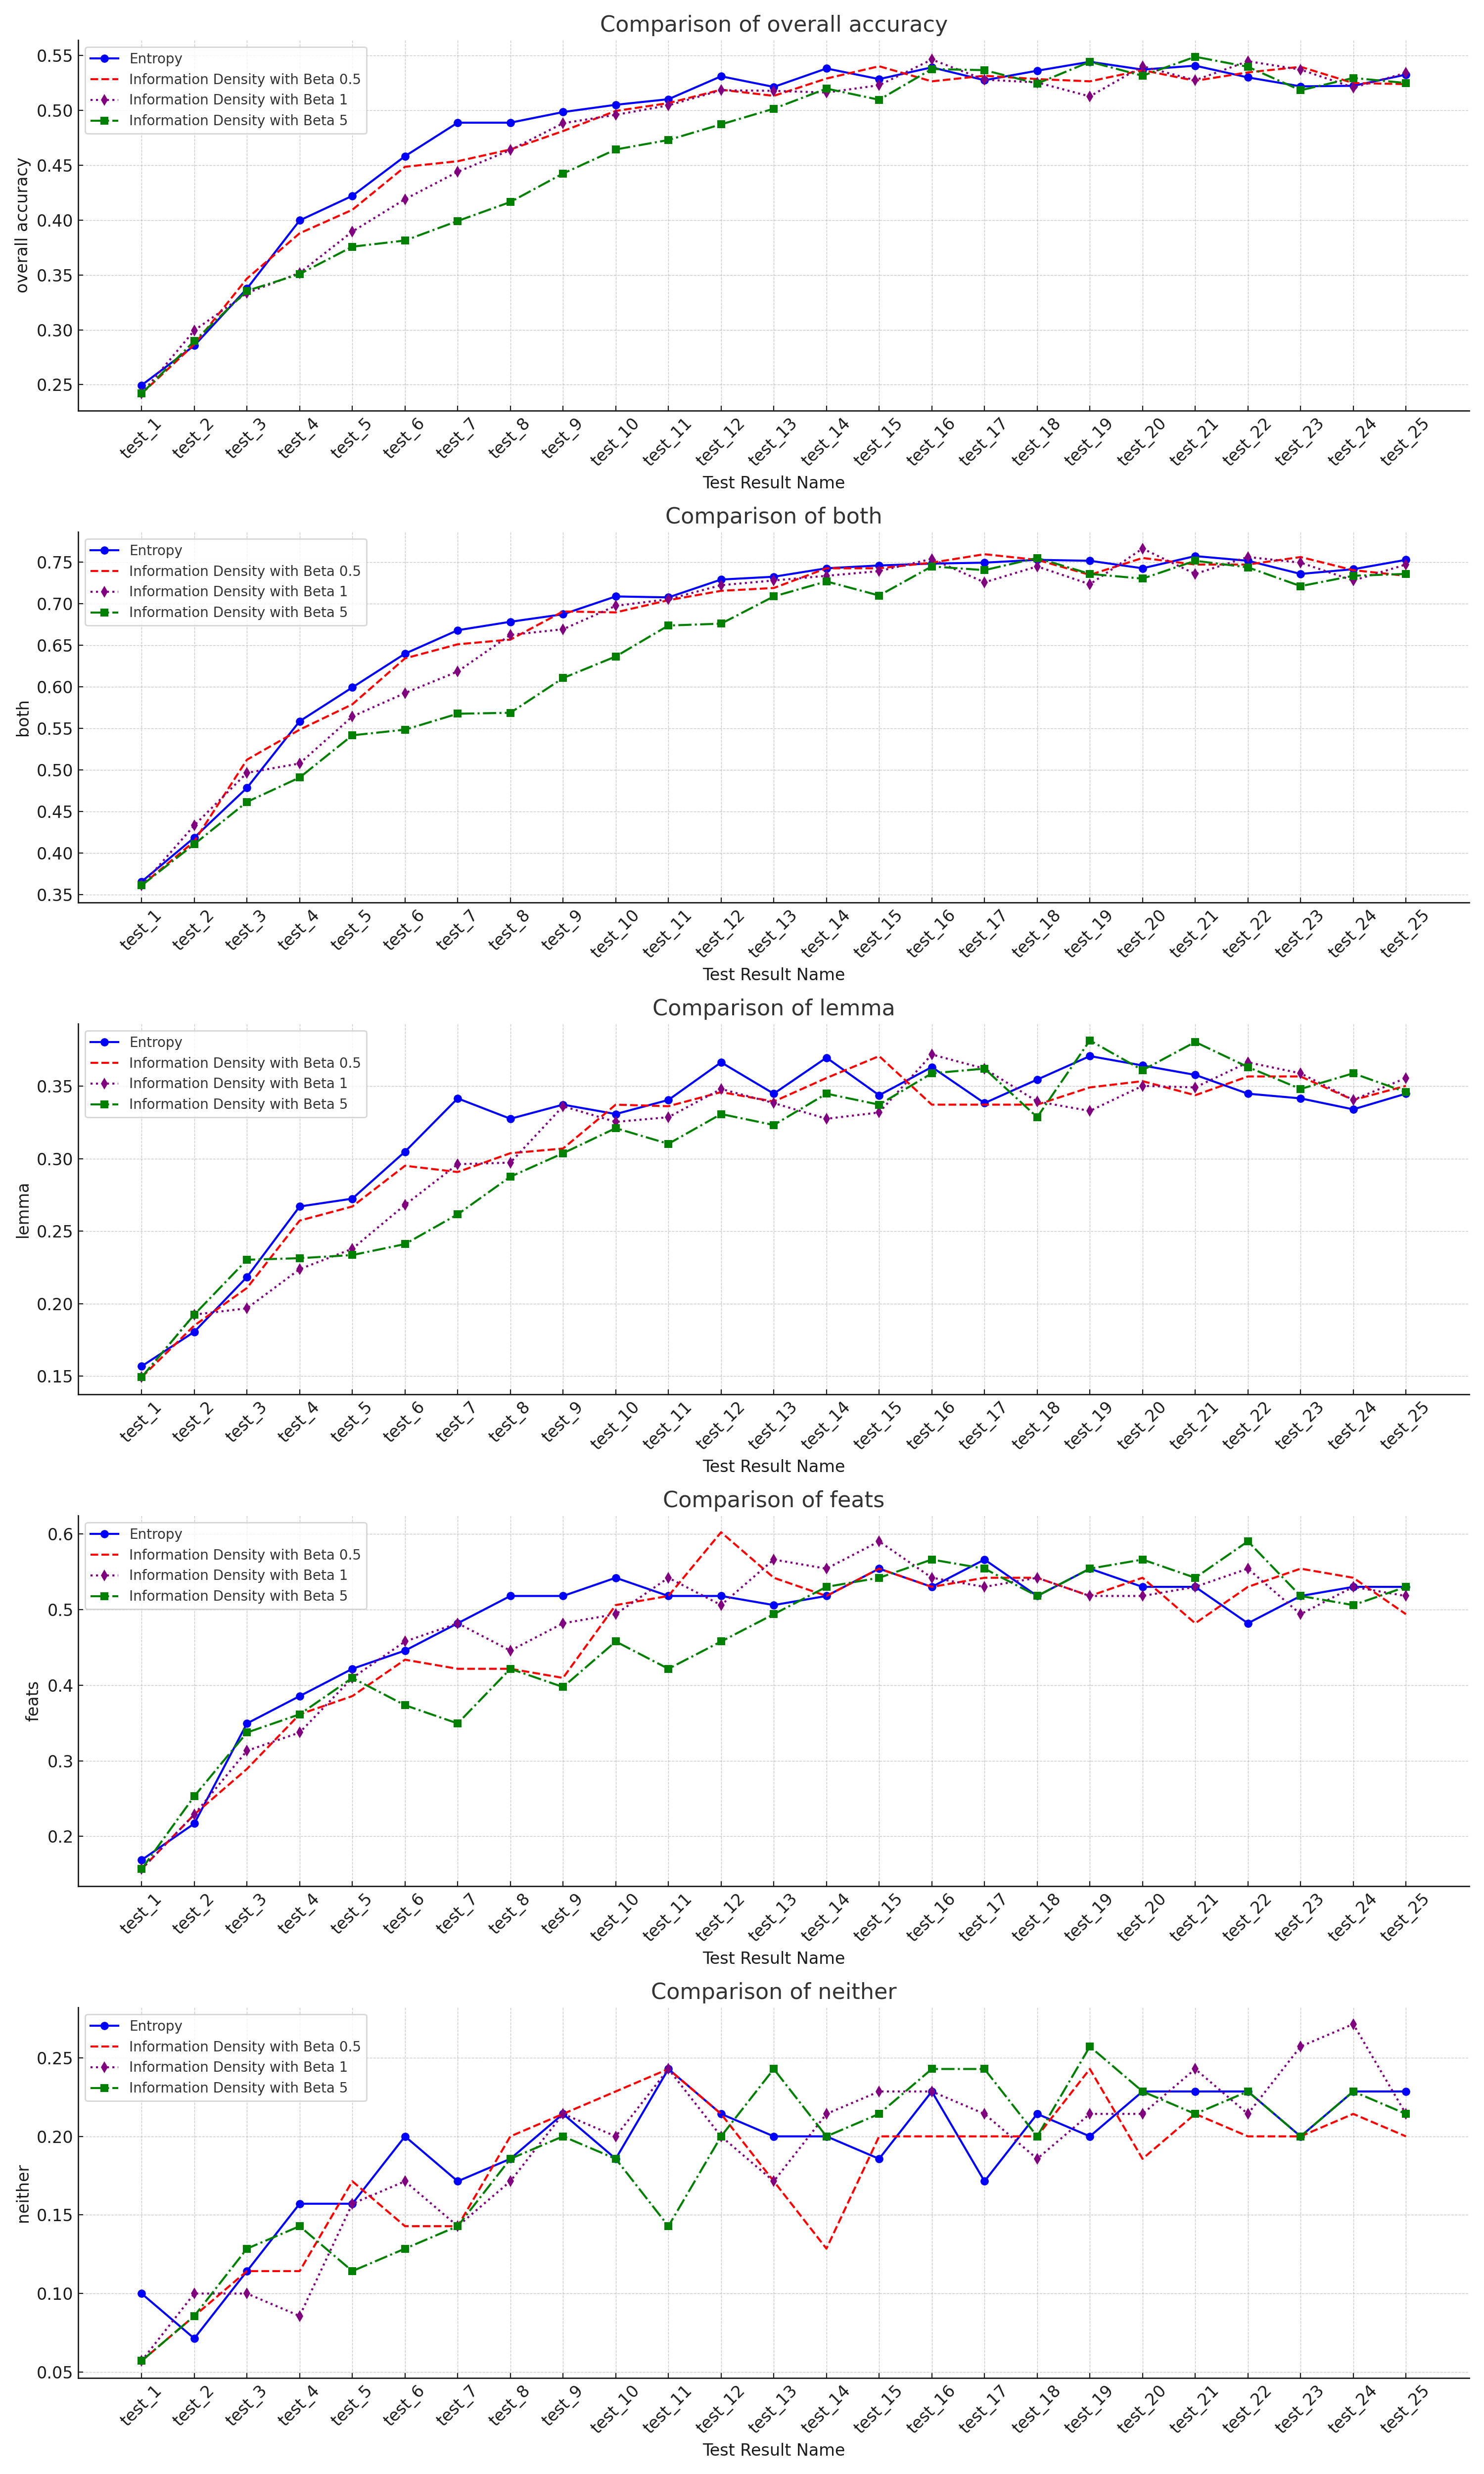 Comparison of overall accuracy
Entropy
Information Density with Beta 0.5
Information Density with Beta 1
Information Density with Beta 5
overall accuracy
0.55
0.50
0.45
0.40
0.35
0.30
0.25
test_1 test_2 test_3 test_4 test_5 test_6 test_7 test_8 test_9 test_10 test_11 test_12 test_13 test_14 test_15 test_16 test_17 test_18 test_19 test_20 test_21 test_22 test_23 test_24 test_25
Test Result Name
Comparison of both
Entropy
Information Density with Beta 0.5
Information Density with Beta 1
Information Density with Beta 5
both
0.75
0.70
0.65
0.60
0.55
0.50
0.45
0.40
0.35
test_1 test_2 test_3 test_4 test_5 test_6 test_7 test_8 test_9 test_10 test_11 test_12 test_13 test_14 test_15 test_16 test_17 test_18 test_19 test_20 test_21 test_22 test_23 test_24 test_25
Test Result Name
Comparison of lemma
Entropy
Information Density with Beta 0.5
Information Density with Beta 1
Information Density with Beta 5
lemma
0.35
0.30
0.25
0.20
0.15
test_1 test_2 test_3 test_4 test_5 test_6 test_7 test_8 test_9 test_10 test_11 test_12 test_13 test_14 test_15 test_16 test_17 test_18 test_19 test_20 test_21 test_22 test_23 test_24 test_25
Test Result Name
Comparison of feats
Entropy
Information Density with Beta 0.5
Information Density with Beta 1
Information Density with Beta 5
feats
0.6
0.5
0.4
0.3
0.2
test_1 test_2 test_3 test_4 test_5 test_6 test_7 test_8 test_9 test_10 test_11 test_12 test_13 test_14 test_15 test_16 test_17 test_18 test_19 test_20 test_21 test_22 test_23 test_24 test_25
Test Result Name
Comparison of neither
Entropy
Information Density with Beta 0.5
Information Density with Beta 1
Information Density with Beta 5
neither
0.25
0.20
0.15
0.10
0.05
test_1 test_2 test_3 test_4 test_5 test_6 test_7 test_8 test_9 test_10 test_11 test_12 test_13 test_14 test_15 test_16 test_17 test_18 test_19 test_20 test_21 test_22 test_23 test_24 test_25
Test Result Name